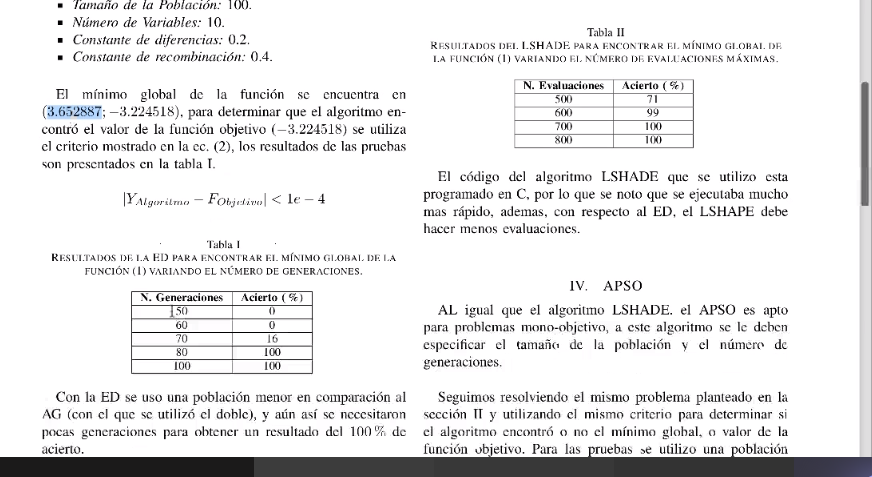 ▪ Tamaño de la Población: 100.
▪ Número de Variables: 10.
▪ Constante de diferencias: 0.2.
▪ Constante de recombinación: 0.4.
El mínimo global de la función se encuentra en
(3.652887; −3.224518), para determinar que el algoritmo en-
contró el valor de la función objetivo (−3.224518) se utiliza
el criterio mostrado en la ec. (2), los resultados de las pruebas
son presentados en la tabla I.
|Y_Algoritmo − F_Objetivo| < 1e − 4
Tabla I
RESULTADOS DE LA ED PARA ENCONTRAR EL MÍNIMO GLOBAL DE LA
FUNCIÓN (1) VARIANDO EL NÚMERO DE GENERACIONES.
N. Generaciones Acierto (%)
50 0
60 0
70 16
80 100
100 100
Con la ED se uso una población menor en comparación al
AG (con el que se utilizó el doble), y aún así se necesitaron
pocas generaciones para obtener un resultado del 100 % de
acierto.
Tabla II
RESULTADOS DEL LSHADE PARA ENCONTRAR EL MÍNIMO GLOBAL DE
LA FUNCIÓN (1) VARIANDO EL NÚMERO DE EVALUACIONES MÁXIMAS.
N. Evaluaciones Acierto (%)
500 71
600 99
700 100
800 100
El código del algoritmo LSHADE que se utilizo esta
programado en C, por lo que se noto que se ejecutaba mucho
mas rápido, ademas, con respecto al ED, el LSHAPE debe
hacer menos evaluaciones.
IV. APSO
AL igual que el algoritmo LSHADE. el APSO es apto
para problemas mono-objetivo, a este algoritmo se le deben
especificar el tamaño de la población y el número de
generaciones.
Seguimos resolviendo el mismo problema planteado en la
sección II y utilizando el mismo criterio para determinar si
el algoritmo encontró o no el mínimo global, o valor de la
función objetivo. Para las pruebas se utilizo una población